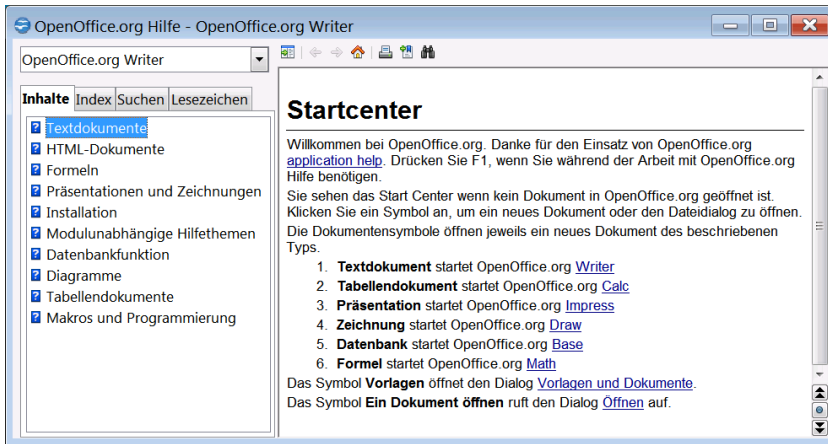 OpenOffice.org Hilfe - OpenOffice.org Writer
OpenOffice.org Writer
Inhalte Index Suchen Lesezeichen
Textdokumente
HTML-Dokumente
Formeln
Präsentationen und Zeichnungen
Installation
Modulunabhängige Hilfethemen
Datenbankfunktion
Diagramme
Tabellendokumente
Makros und Programmierung
Startcenter
Willkommen bei OpenOffice.org. Danke für den Einsatz von OpenOffice.org
application help. Drücken Sie F1, wenn Sie während der Arbeit mit OpenOffice.org
Hilfe benötigen.
Sie sehen das Start Center wenn kein Dokument in OpenOffice.org geöffnet ist.
Klicken Sie ein Symbol an, um ein neues Dokument oder den Dateidialog zu öffnen.
Die Dokumentensymbole öffnen jeweils ein neues Dokument des beschriebenen
Typs.
1. Textdokument startet OpenOffice.org Writer
2. Tabellendokument startet OpenOffice.org Calc
3. Präsentation startet OpenOffice.org Impress
4. Zeichnung startet OpenOffice.org Draw
5. Datenbank startet OpenOffice.org Base
6. Formel startet OpenOffice.org Math
Das Symbol Vorlagen öffnet den Dialog Vorlagen und Dokumente.
Das Symbol Ein Dokument öffnen ruft den Dialog Öffnen auf.